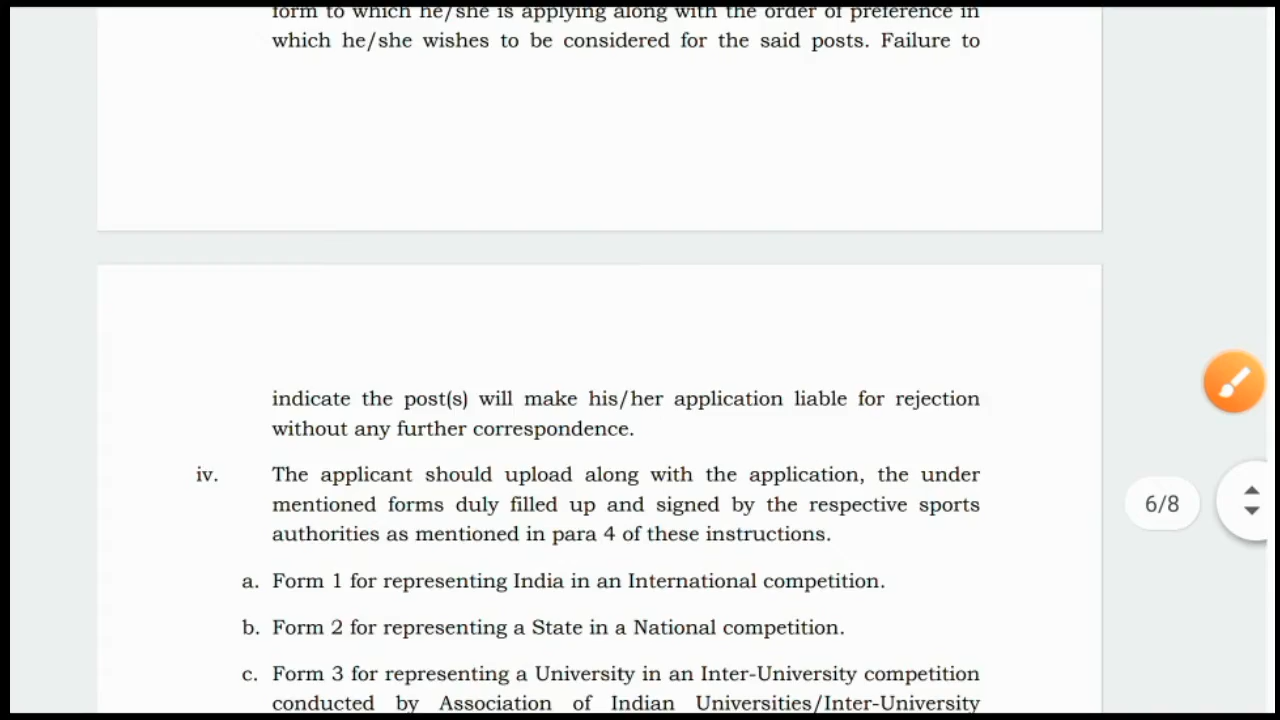 form to which he/she is applying along with the order of preference in
which he/she wishes to be considered for the said posts. Failure to
indicate the post(s) will make his/her application liable for rejection
without any further correspondence.
iv. The applicant should upload along with the application, the under
mentioned forms duly filled up and signed by the respective sports
authorities as mentioned in para 4 of these instructions.
a. Form 1 for representing India in an International competition.
b. Form 2 for representing a State in a National competition.
c. Form 3 for representing a University in an Inter-University competition
conducted by Association of Indian Universities/Inter-University
6/8